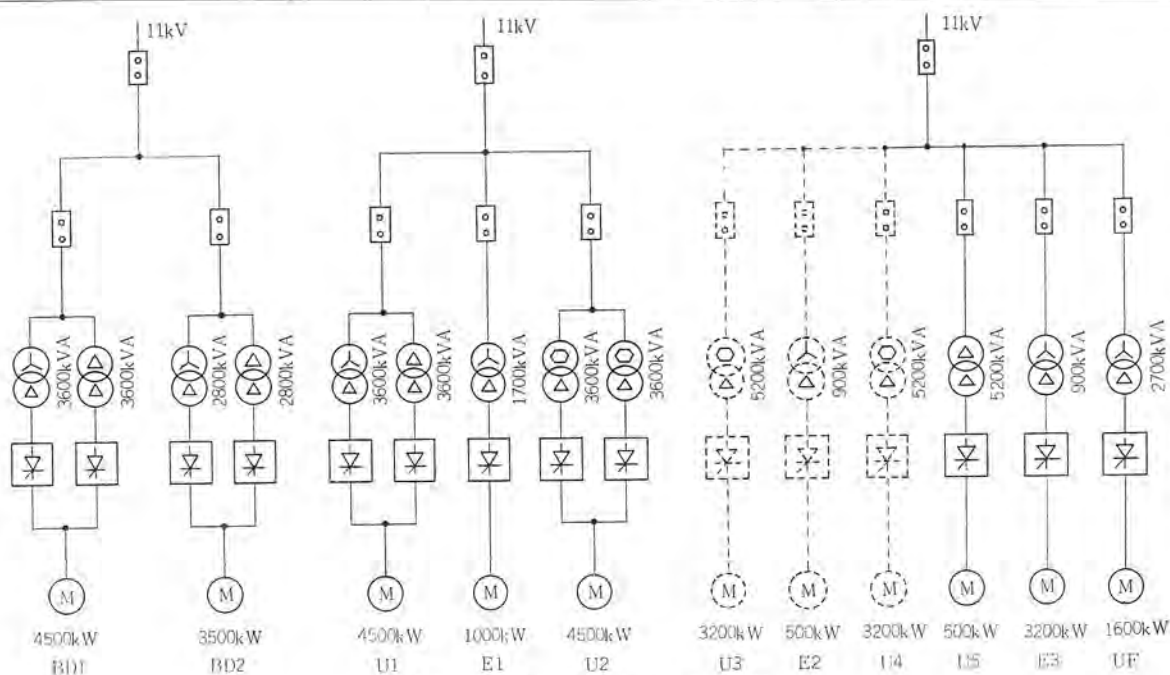 11kV
11kV
11kV
3600kVA
3600kVA
2800kVA
2800kVA
3600kVA
3600kVA
1700kVA
3600kVA
3600kVA
5200kVA
900kVA
5200kVA
5200kVA
900kVA
2700kVA
M M M M M M M M M M M
4500kW 3500kW 4500kW 1000kW 4500kW 3200kW 500kW 3200kW 500kW 3200kW 1600kW
BD1 BD2 U1 E1 U2 U3 E2 U4 U5 E3 UF